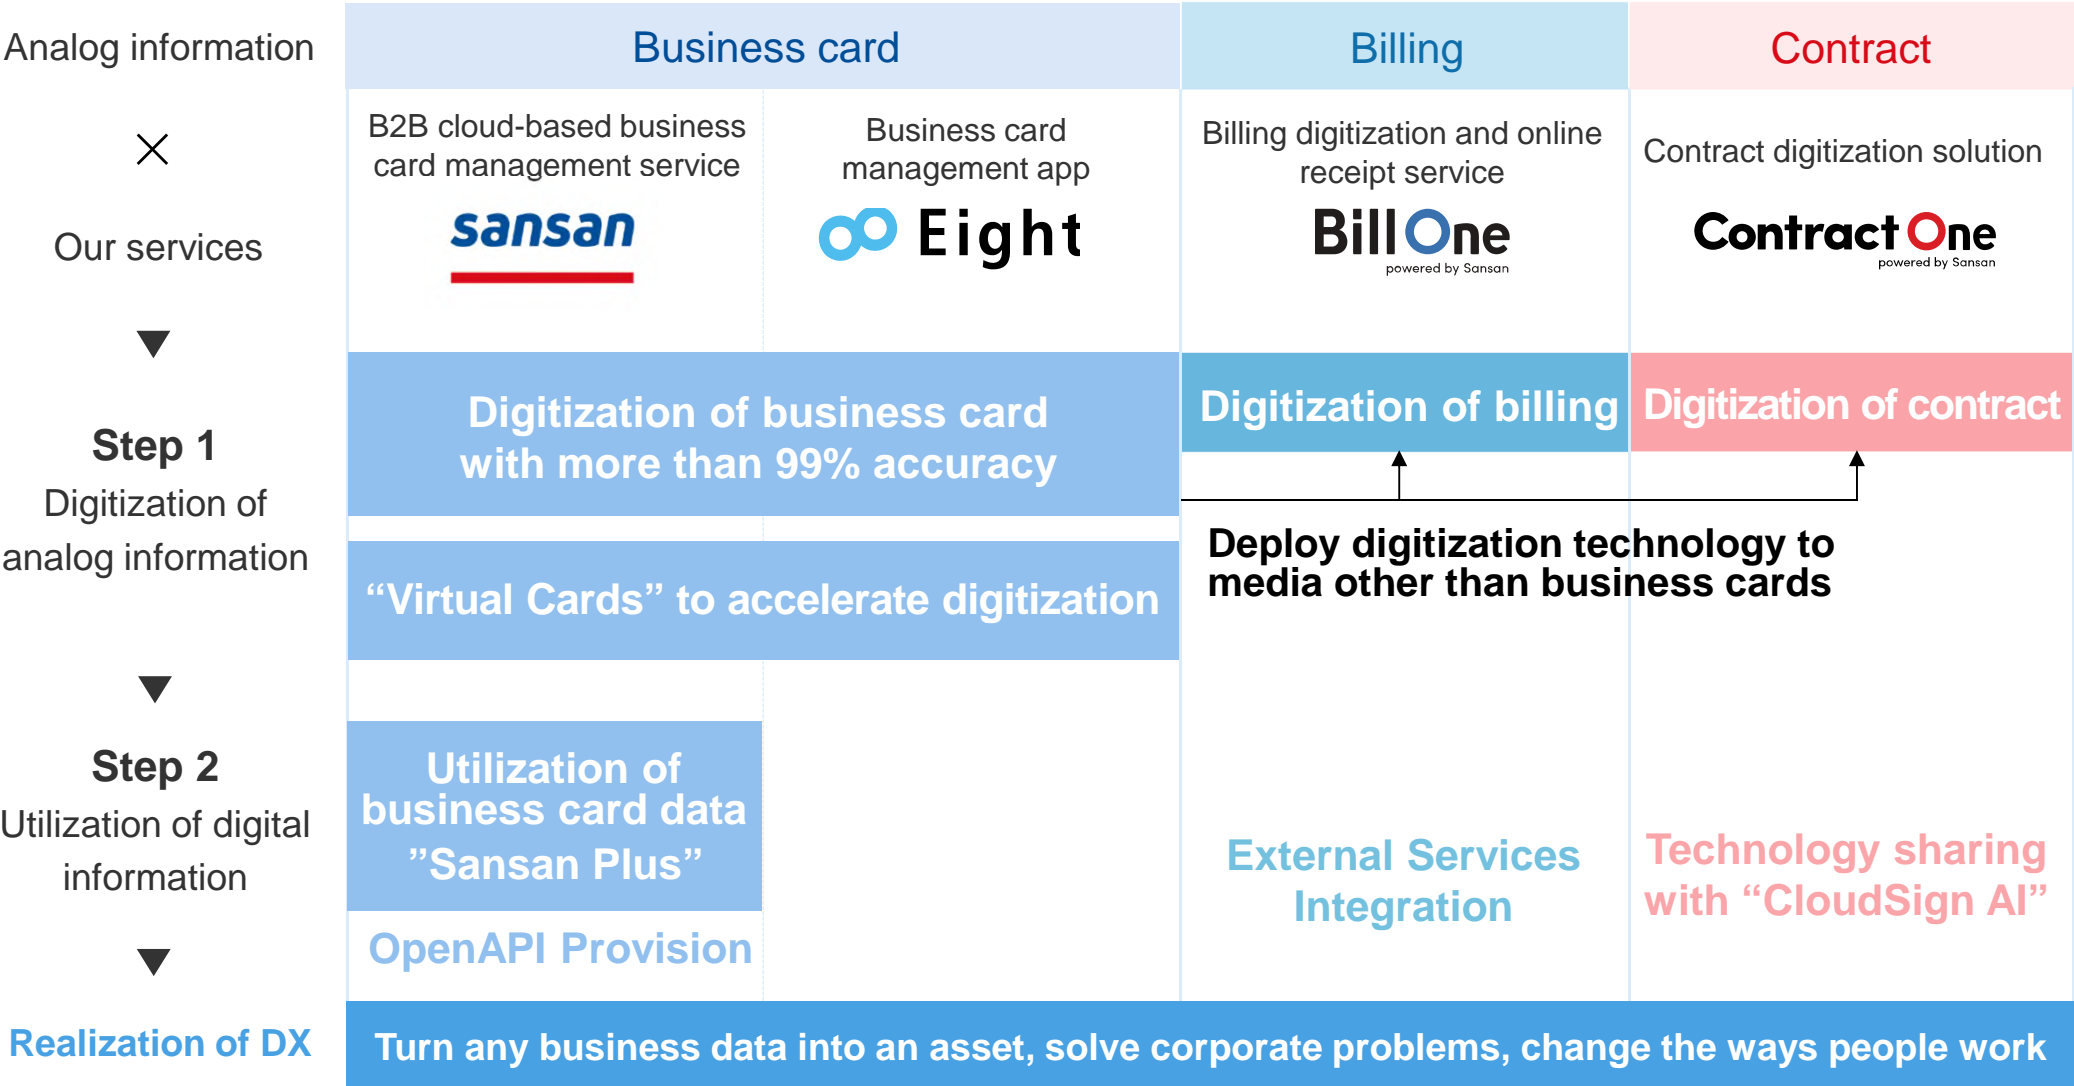 Analog information
Business card
Billing
Contract
×
Our services
B2B cloud-based business
card management service
sansan
Business card
management app
Eight
Billing digitization and online
receipt service
Bill One
powered by Sansan
Contract digitization solution
Contract One
powered by Sansan
Step 1
Digitization of
analog information
Digitization of business card
with more than 99% accuracy
Digitization of billing
Digitization of contract
Deploy digitization technology to
media other than business cards
“Virtual Cards” to accelerate digitization
Step 2
Utilization of digital
information
Utilization of
business card data
”Sansan Plus”
OpenAPI Provision
External Services
Integration
Technology sharing
with “CloudSign AI”
Realization of DX
Turn any business data into an asset, solve corporate problems, change the ways people work